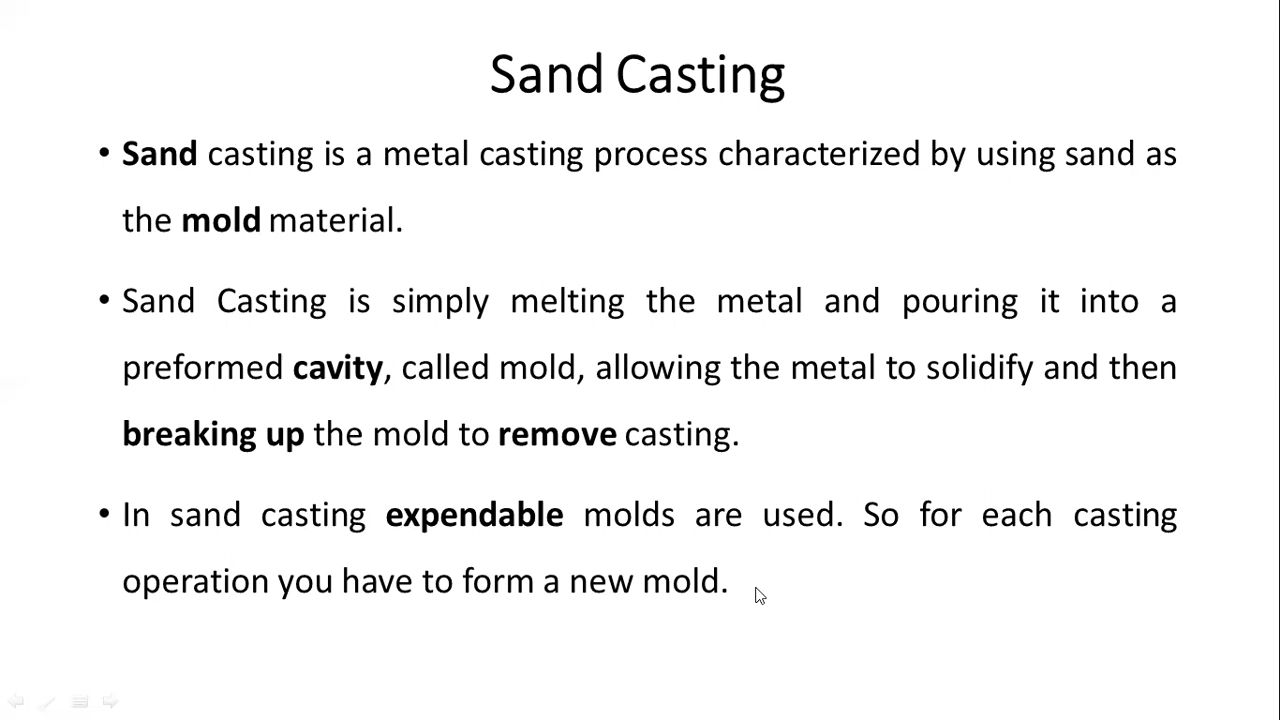 Sand Casting
• Sand casting is a metal casting process characterized by using sand as
the mold material.
• Sand Casting is simply melting the metal and pouring it into a
preformed cavity, called mold, allowing the metal to solidify and then
breaking up the mold to remove casting.
• In sand casting expendable molds are used. So for each casting
operation you have to form a new mold.